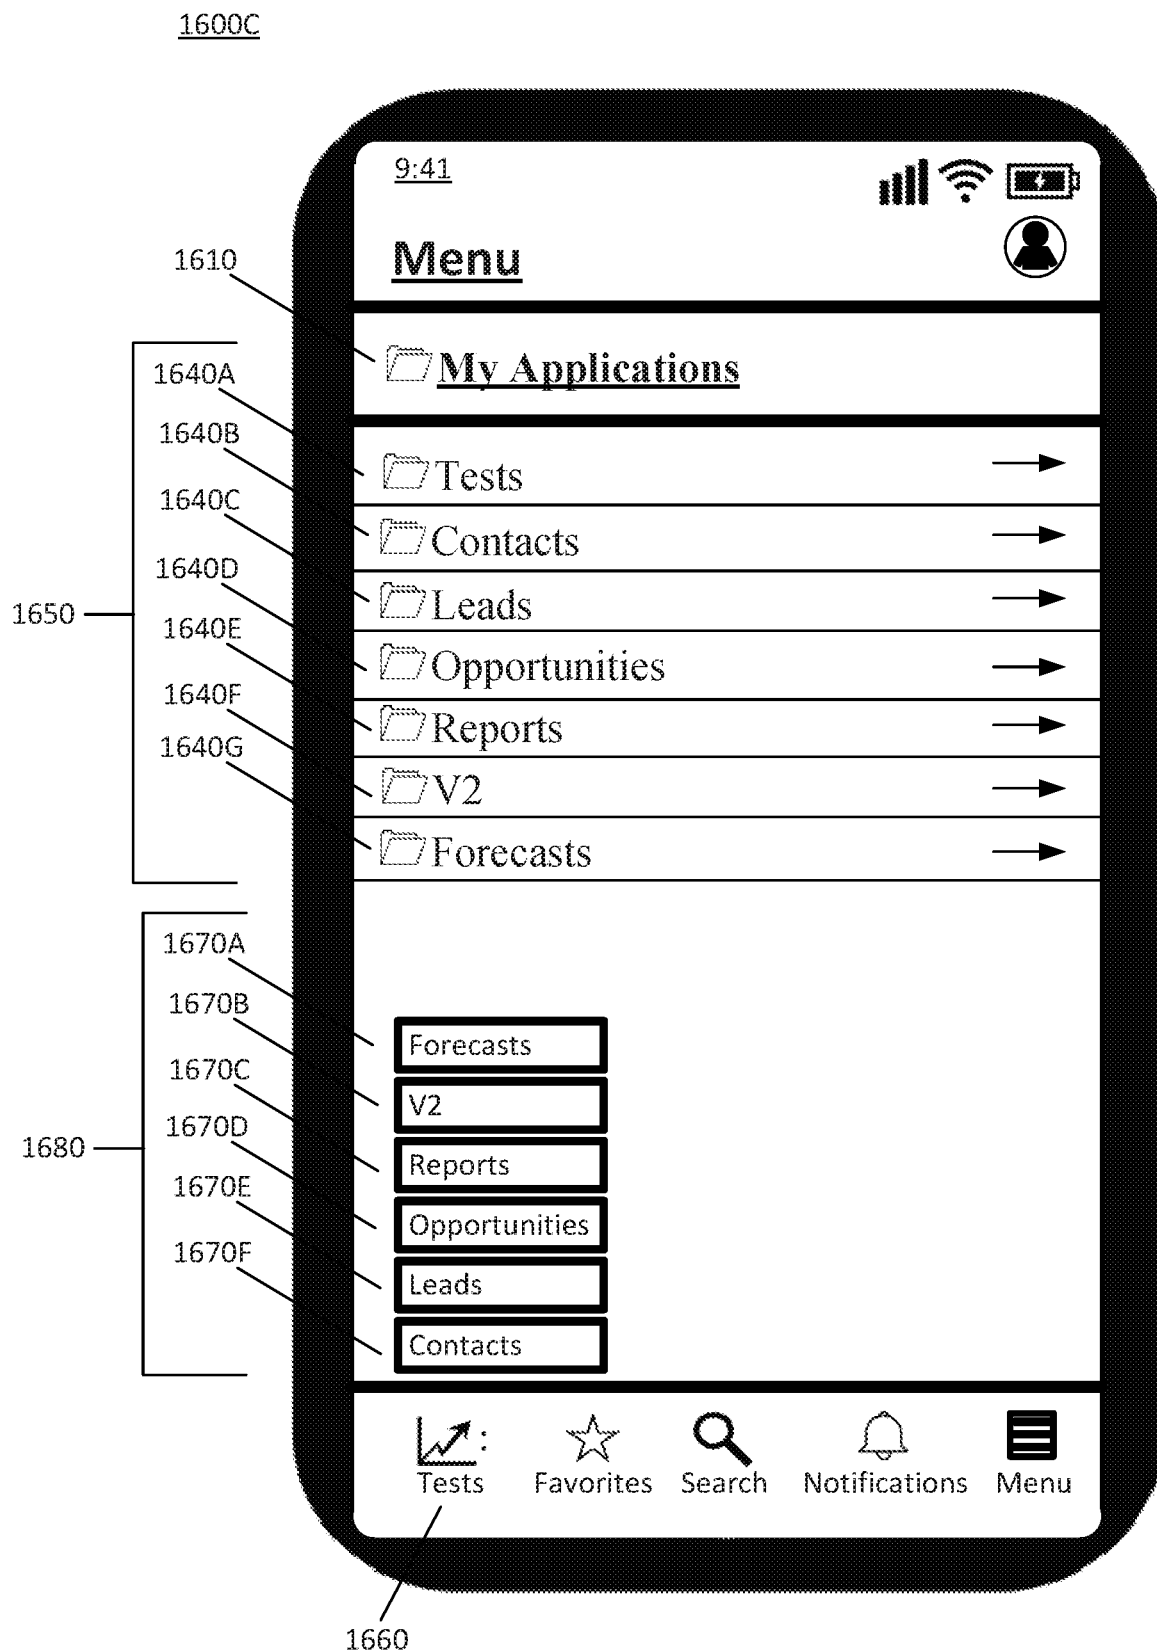 1600C
9:41
1610
Menu
My Applications
1640A
Tests
1640B
Contacts
1640C
Leads
1640D
Opportunities
1650
1640E
Reports
1640F
V2
1640G
Forecasts
1670A
Forecasts
1670B
V2
1670C
Reports
1680
1670D
Opportunities
1670E
Leads
1670F
Contacts
Tests Favorites Search Notifications Menu
1660